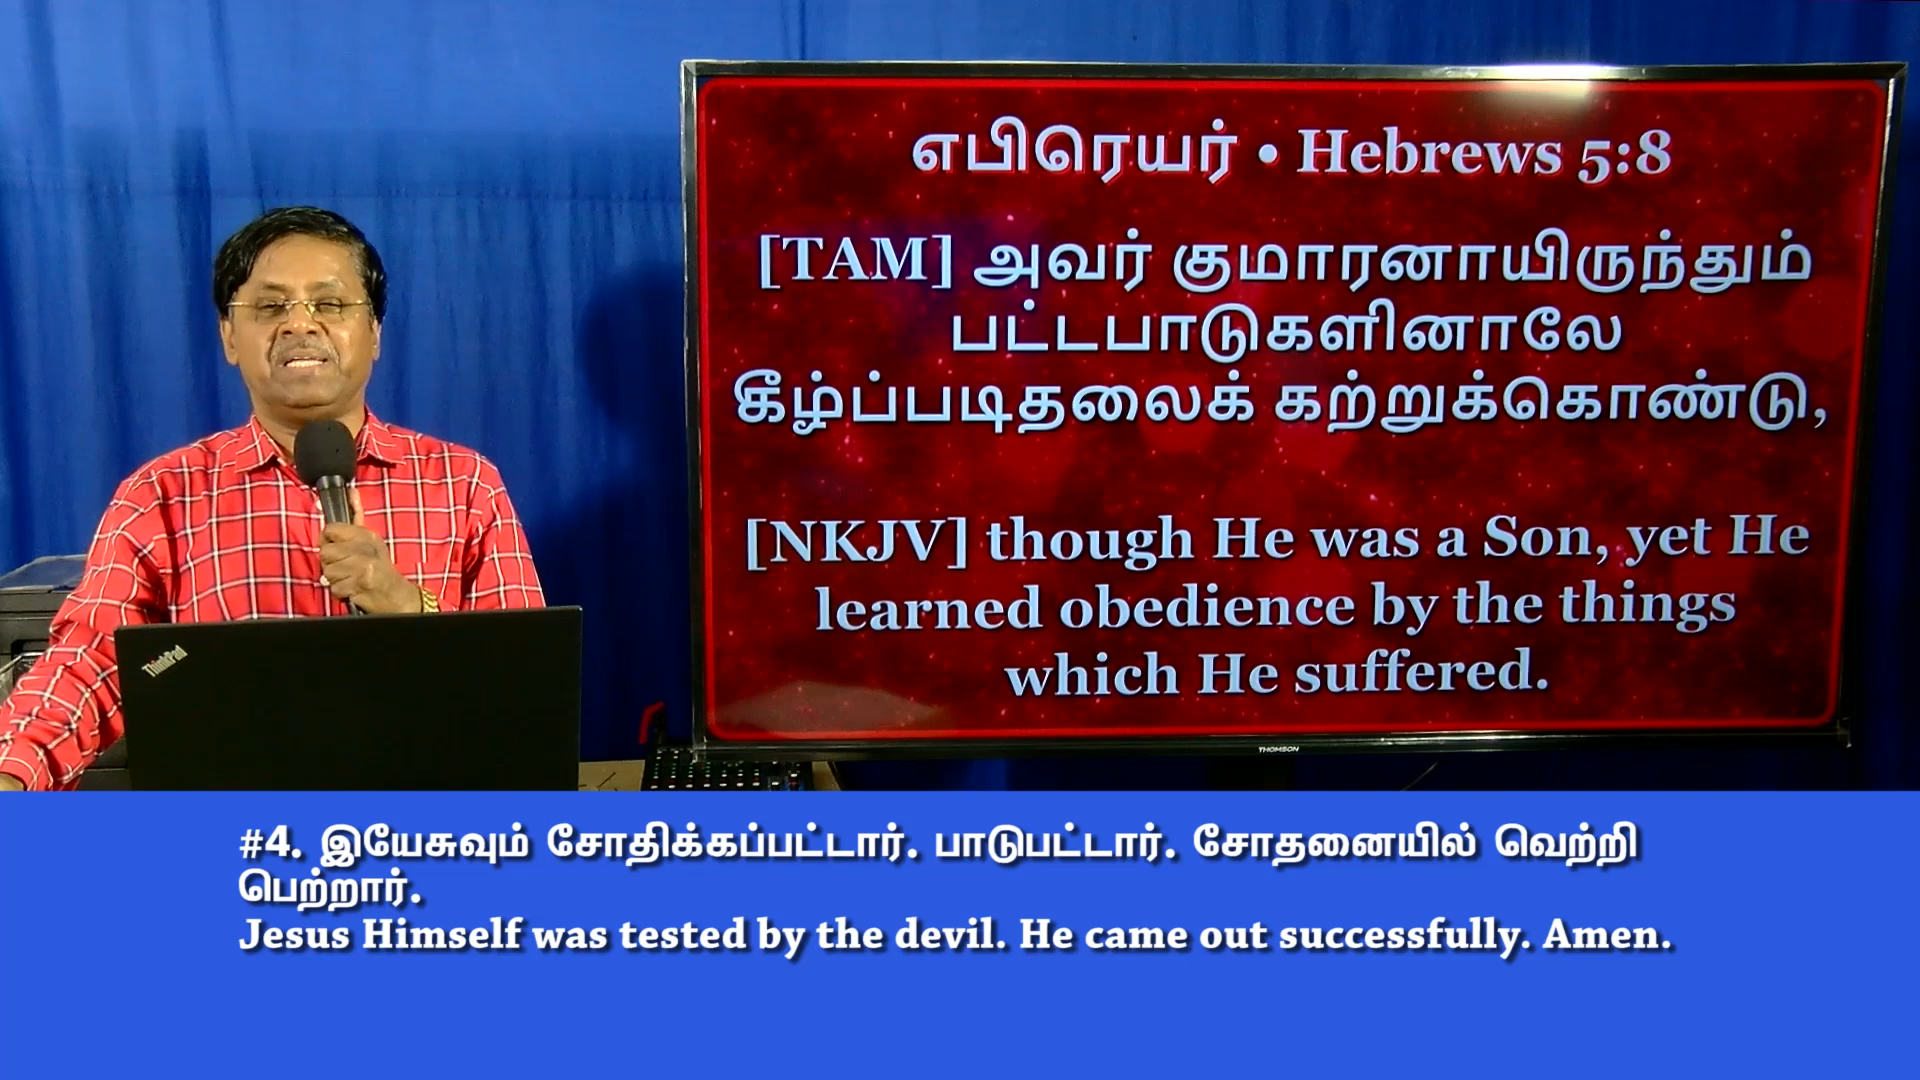 எபிரெயர் • Hebrews 5:8
[TAM] அவர் குமாரனாயிருந்தும்
பட்டபாடுகளினாலே
கீழ்ப்படிதலைக் கற்றுக்கொண்டு,
[NKJV] though He was a Son, yet He
learned obedience by the things
which He suffered.
THOMSON
ThinkPad
#4. இயேசுவும் சோதிக்கப்பட்டார். பாடுபட்டார். சோதனையில் வெற்றி
பெற்றார்.
Jesus Himself was tested by the devil. He came out successfully. Amen.